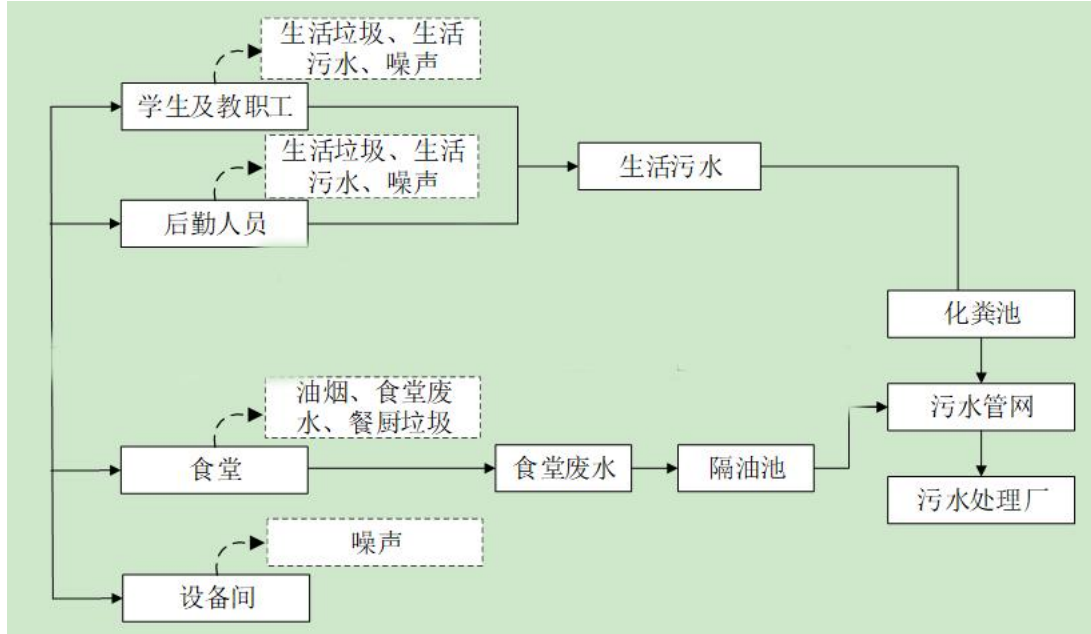 生活垃圾、生活
污水、噪声
学生及教职工
生活垃圾、生活
污水、噪声
生活污水
后勤人员
化粪池
油烟、食堂废
水、餐厨垃圾
污水管网
食堂
食堂废水
隔油池
污水处理厂
噪声
设备间